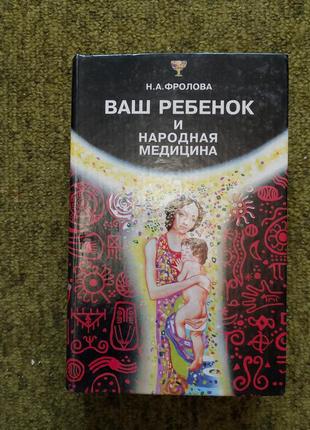 Н.А.ФРОЛОВА
ВАШ РЕБЕНОК
И
НАРОДНАЯ
МЕДИЦИНА